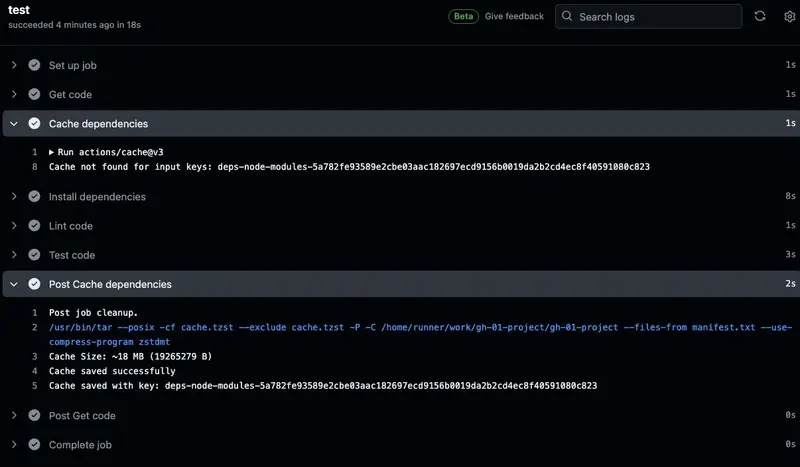 test
succeeded 4 minutes ago in 18s
Beta Give feedback Search logs
Set up job 1s
Get code 1s
Cache dependencies 1s
1 Run actions/cache@v3
8 Cache not found for input keys: deps-node-modules-5a782fe93589e2cbe03aac182697ecd9156b0019da2b2cd4ec8f40591080c823
Install dependencies 8s
Lint code 1s
Test code 3s
Post Cache dependencies 2s
1 Post job cleanup.
2 /usr/bin/tar --posix -cf cache.tzst --exclude cache.tzst -P -C /home/runner/work/gh-01-project/gh-01-project --files-from manifest.txt --use-
compress-program zstdmt
3 Cache Size: ~18 MB (19265279 B)
4 Cache saved successfully
5 Cache saved with key: deps-node-modules-5a782fe93589e2cbe03aac182697ecd9156b0019da2b2cd4ec8f40591080c823
Post Get code 0s
Complete job 0s